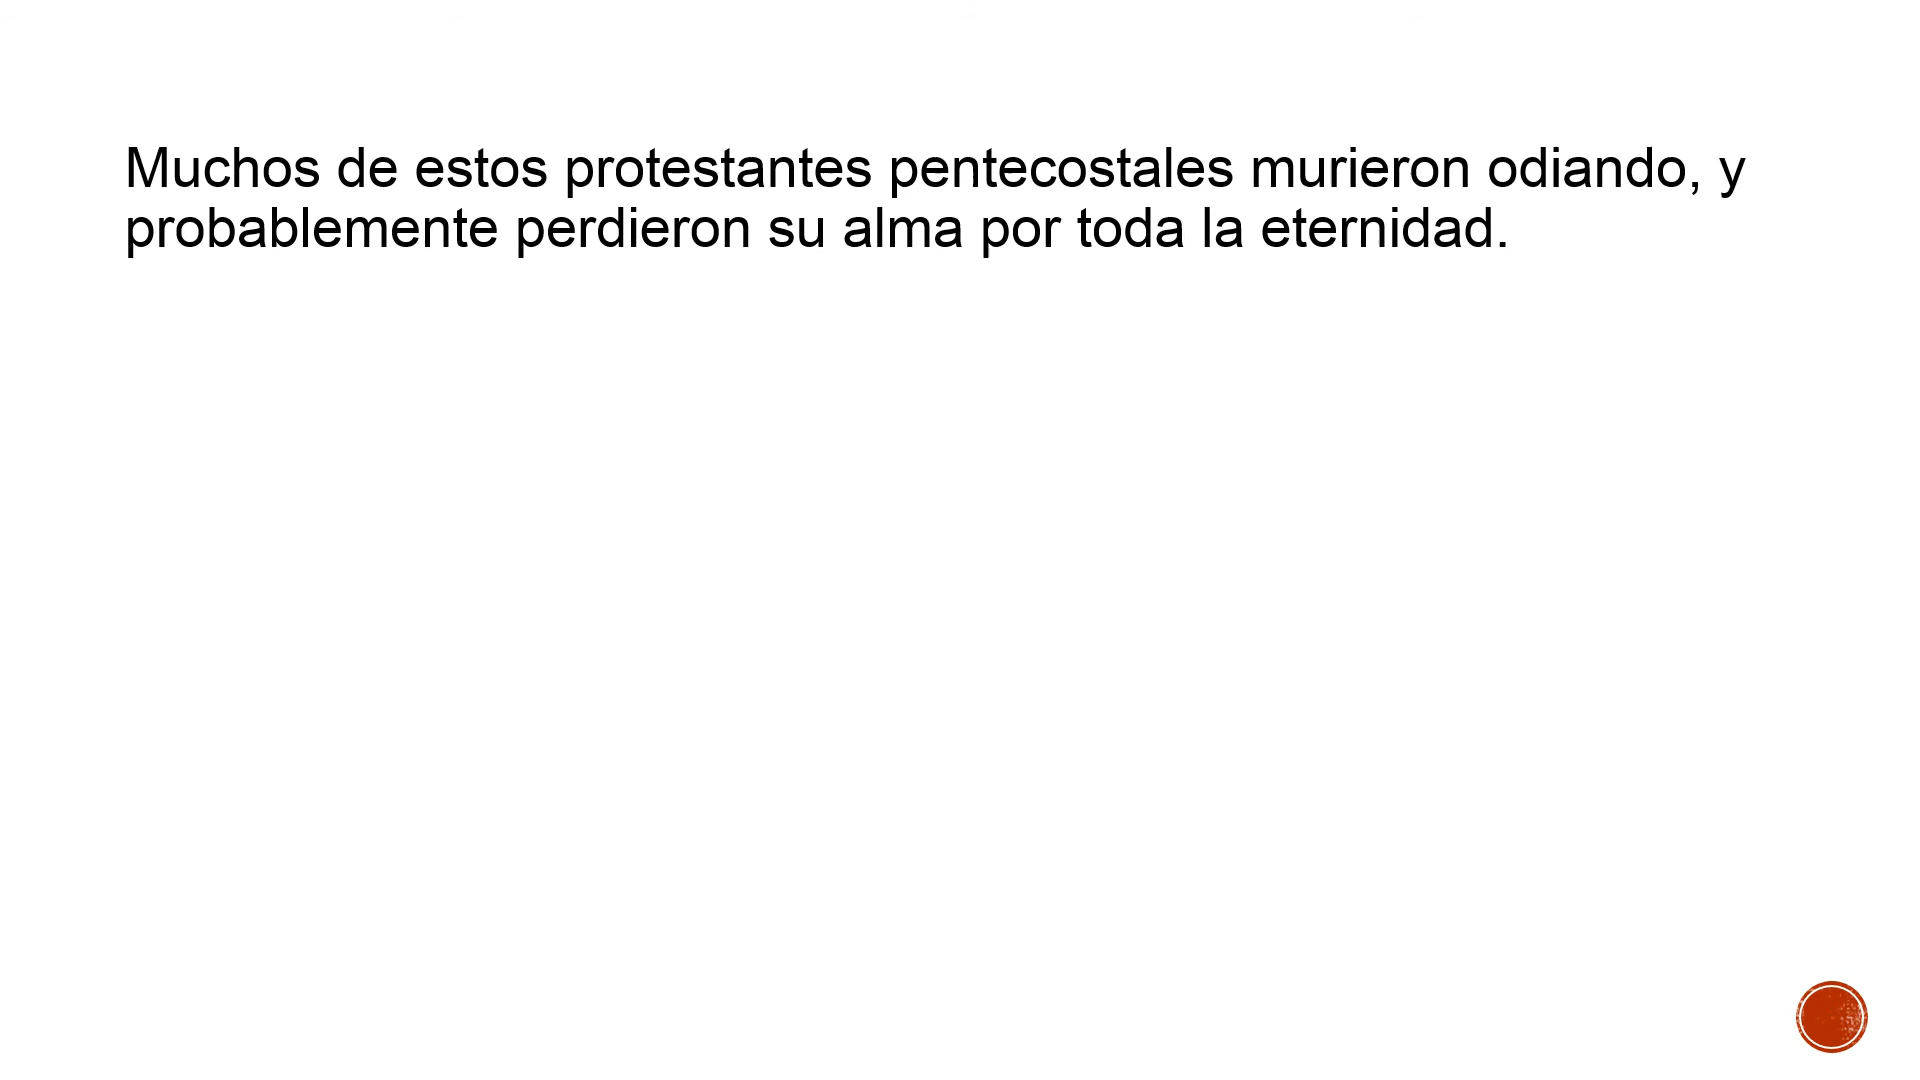 Muchos de estos protestantes pentecostales murieron odiando, y
probablemente perdieron su alma por toda la eternidad.